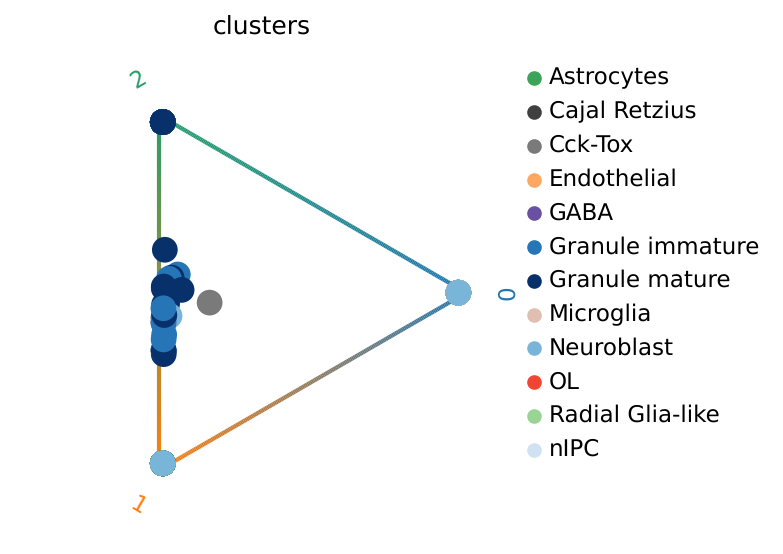 clusters
2
0
1
Astrocytes
Cajal Retzius
Cck-Tox
Endothelial
GABA
Granule immature
Granule mature
Microglia
Neuroblast
OL
Radial Glia-like
nIPC